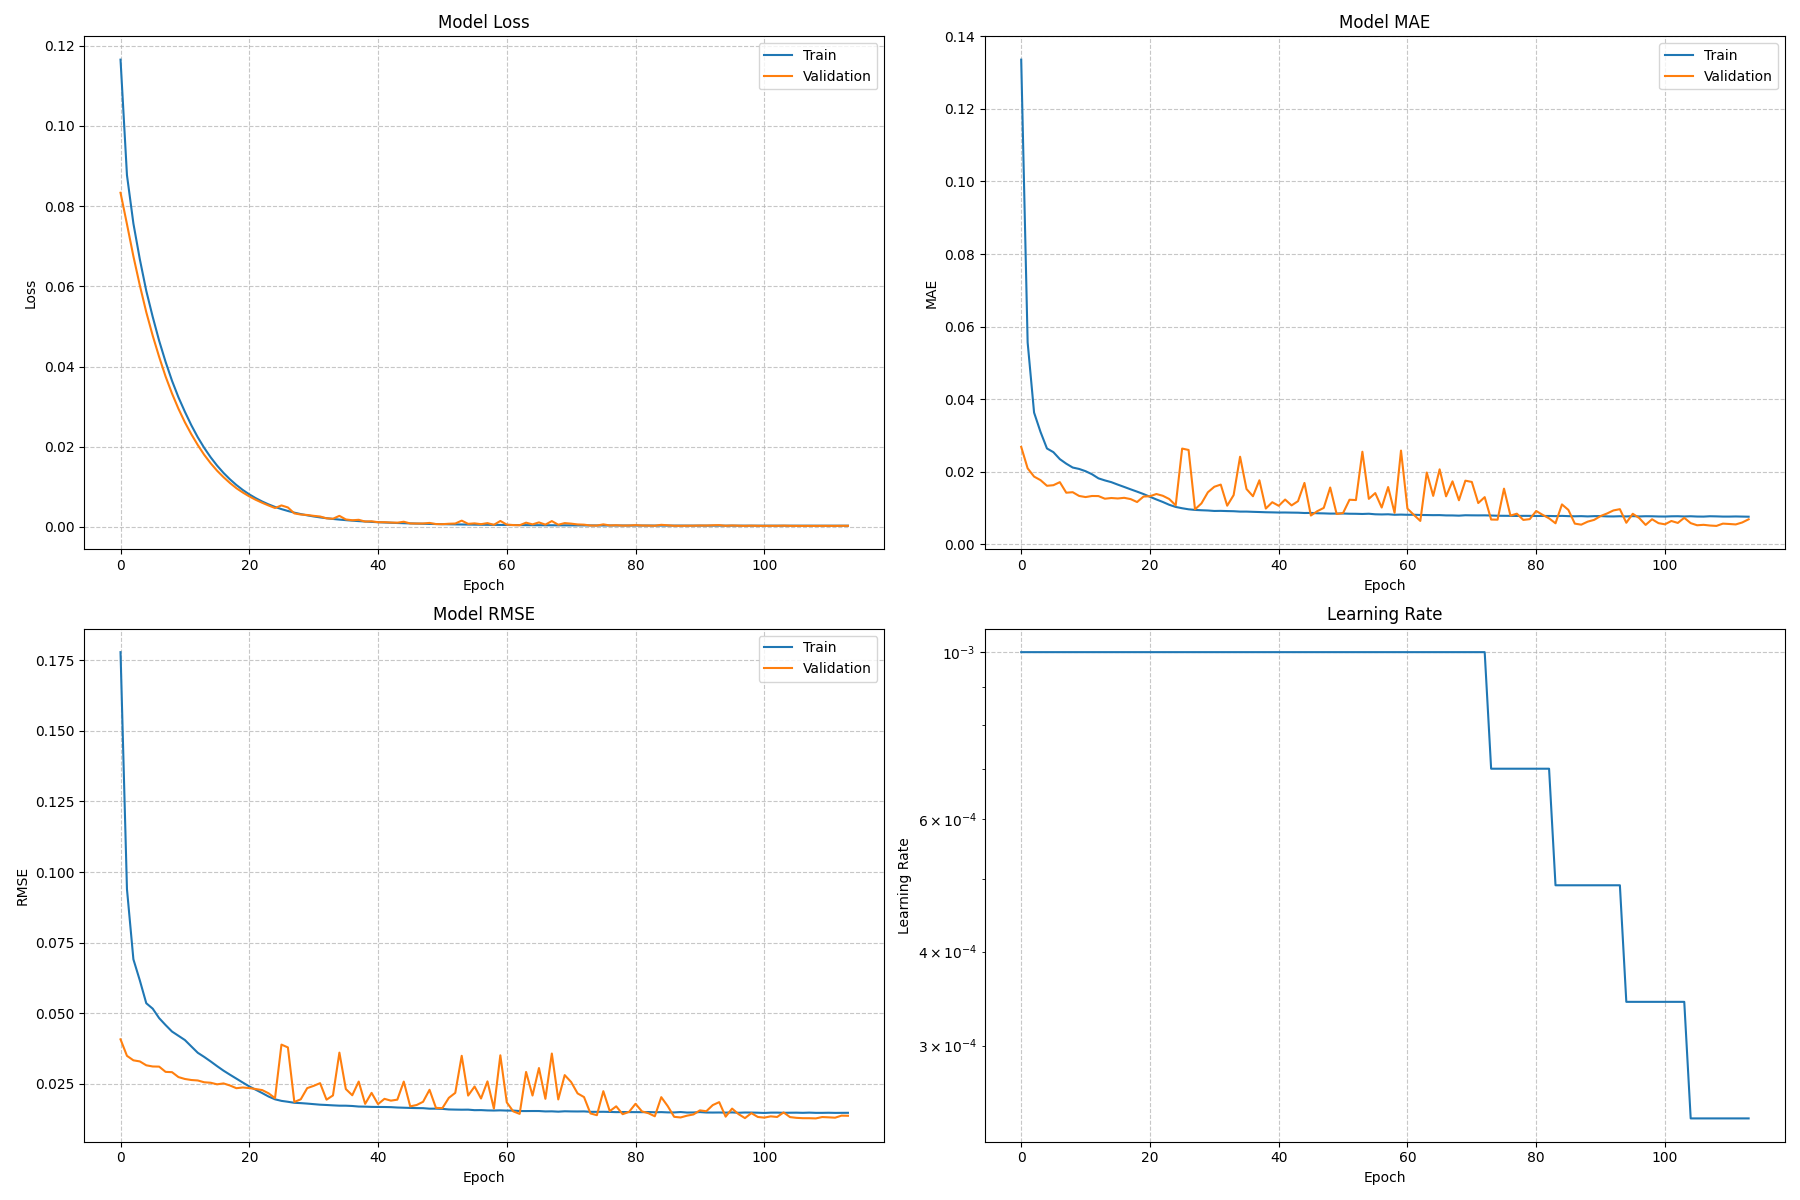 Model Loss
0.12
0.10
0.08
0.06
0.04
0.02
0.00
Loss
0
20
40
60
80
100
Epoch
Train
Validation
Model MAE
0.14
0.12
0.10
0.08
0.06
0.04
0.02
0.00
MAE
0
20
40
60
80
100
Epoch
Train
Validation
Model RMSE
0.175
0.150
0.125
0.100
0.075
0.050
0.025
RMSE
0
20
40
60
80
100
Epoch
Train
Validation
Learning Rate
10⁻³
6 × 10⁻⁴
4 × 10⁻⁴
3 × 10⁻⁴
Learning Rate
0
20
40
60
80
100
Epoch